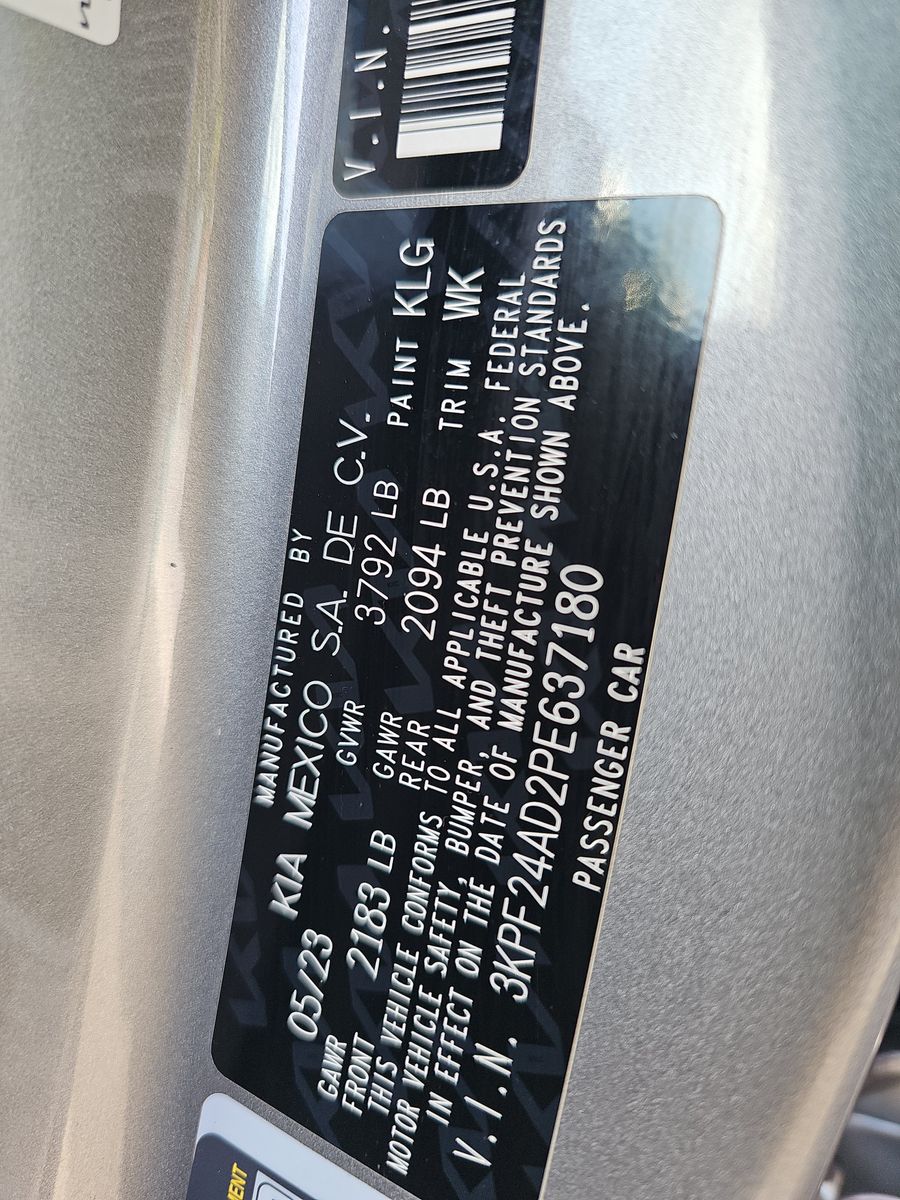 MANUFACTURED BY
KIA MEXICO S.A. DE C.V.
05/23 GVWR 3792 LB PAINT KLG
GAWR FRONT 2183 LB GAWR REAR 2094 LB TRIM WK
THIS VEHICLE CONFORMS TO ALL APPLICABLE U.S.A. FEDERAL
MOTOR VEHICLE SAFETY, BUMPER, AND THEFT PREVENTION STANDARDS
IN EFFECT ON THE DATE OF MANUFACTURE SHOWN ABOVE.
V.I.N. 3KPF24AD2PE637180
PASSENGER CAR
V.I.N.